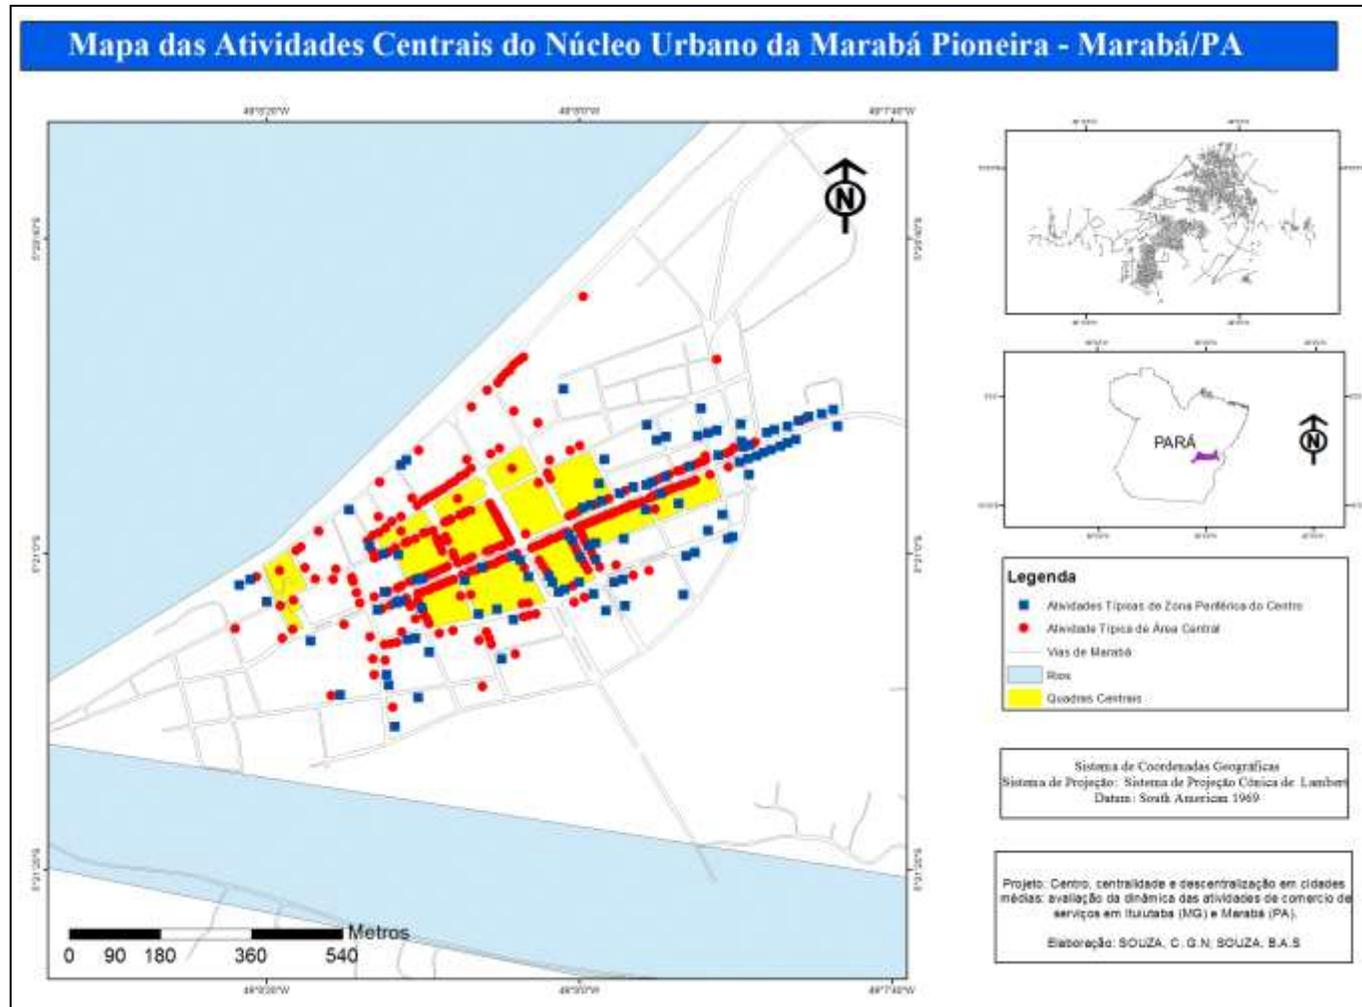 Mapa das Atividades Centrais do Núcleo Urbano da Marabá Pioneira - Marabá/PA
N
Metros
0 90 180 360 540
PARÁ
N
Legenda
Atividades Típicas de Zona Periférica do Centro
Atividade Típica de Área Central
Vias de Marabá
Rios
Quadras Centrais
Sistema de Coordenadas Geográficas
Sistema de Projeção: Sistema de Projeção Cônica de Lambert
Datum: South American 1969
Projeto: Centro, centralidade e descentralização em cidades
médias: avaliação da dinâmica das atividades de comercio de
serviços em Ituiutaba (MG) e Marabá (PA).
Elaboração: SOUZA, C. G.N; SOUZA, B.A.S